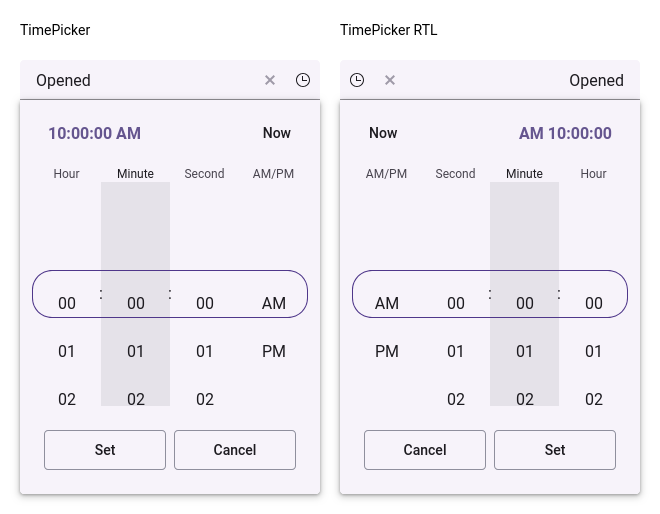 TimePicker
Opened
10:00:00 AM Now
Hour Minute Second AM/PM
00 : 00 : 00 AM
01 01 01 PM
02 02 02
Set Cancel
TimePicker RTL
Opened
Now AM 10:00:00
AM/PM Second Minute Hour
AM 00 : 00 : 00
PM 01 01 01
02 02 02
Cancel Set